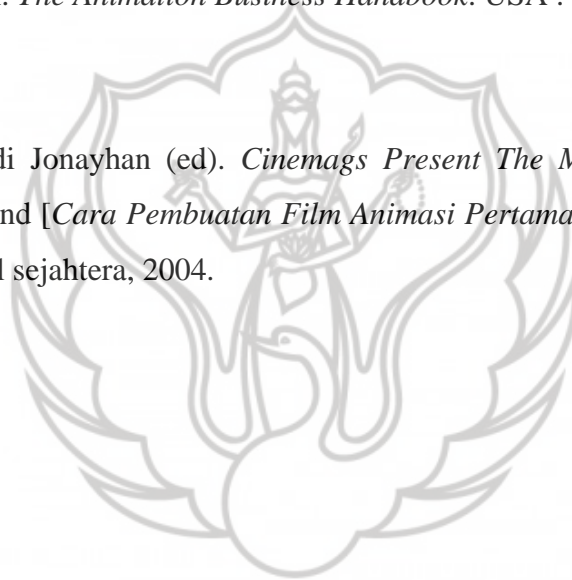 The Animation Business Handbook. USA :
di Jonayhan (ed). Cinemags Present The M
nd [Cara Pembuatan Film Animasi Pertama
l sejahtera, 2004.